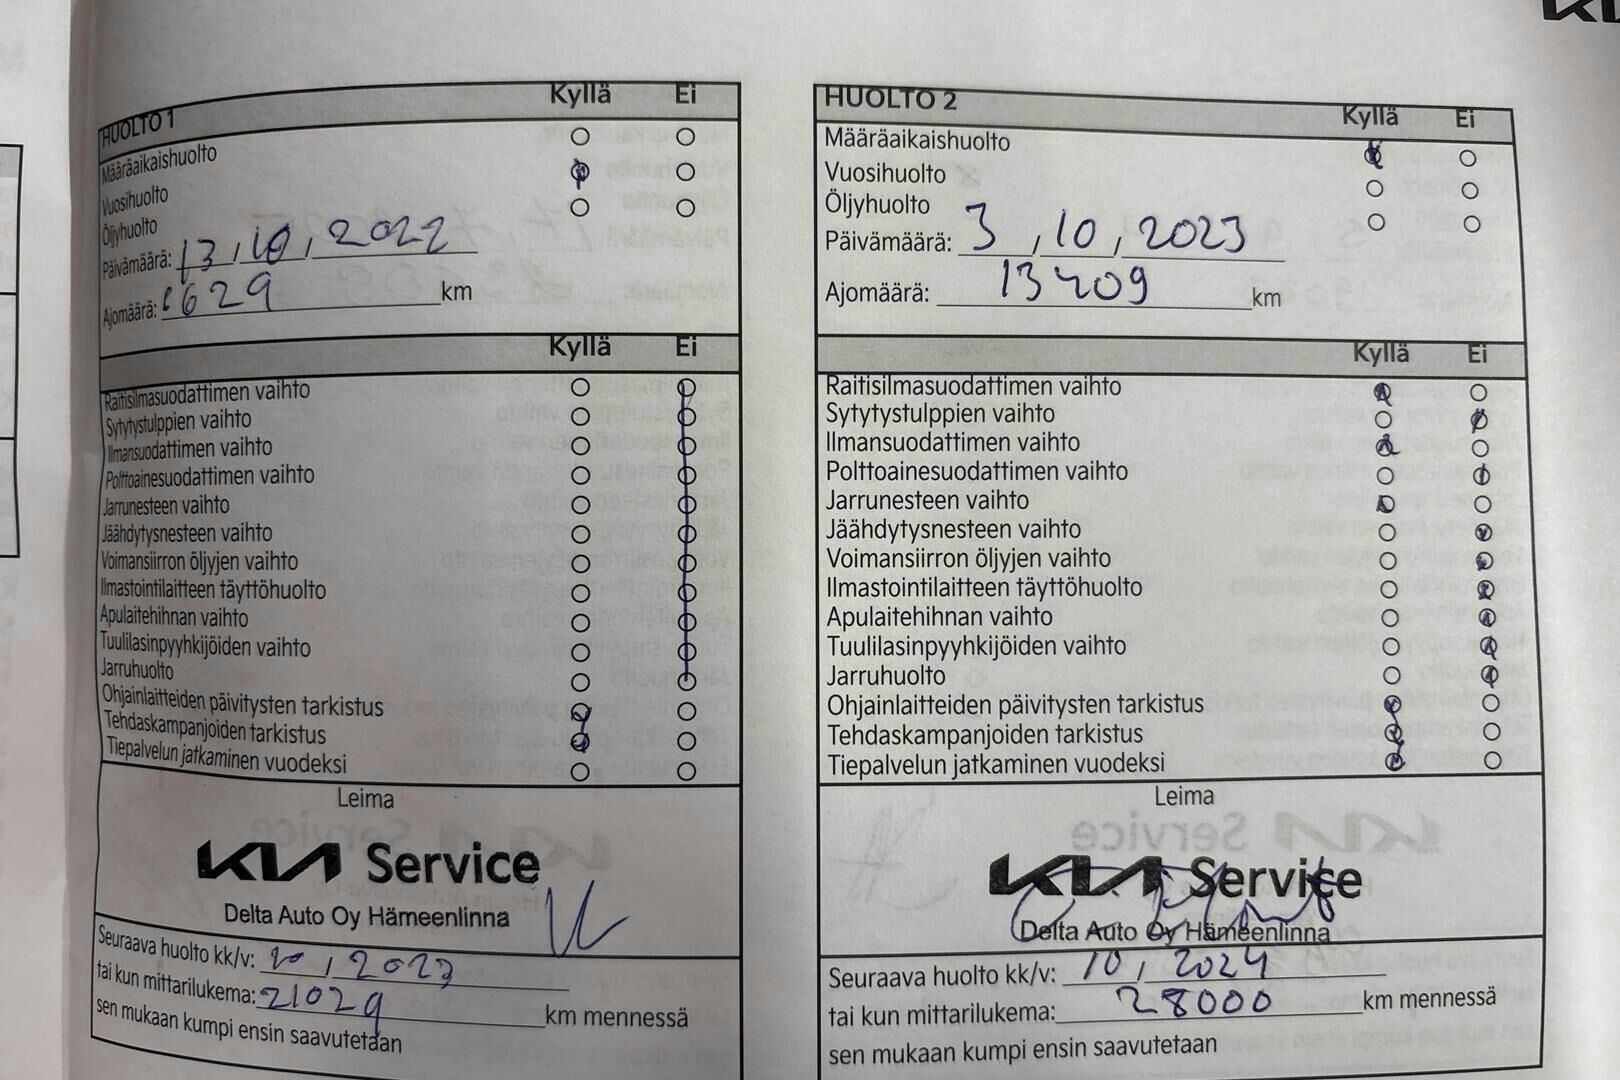 KIA
HUOLTO 1 Kyllä Ei
Määräaikaishuolto
Vuosihuolto
Öljyhuolto
Päivämäärä: 13, 10, 2022
Ajomäärä: 6629 km
Kyllä Ei
Raitisilmasuodattimen vaihto
Sytytystulppien vaihto
Ilmansuodattimen vaihto
Polttoainesuodattimen vaihto
Jarrunesteen vaihto
Jäähdytysnesteen vaihto
Voimansiirron öljyjen vaihto
Ilmastointilaitteen täyttöhuolto
Apulaitehihnan vaihto
Tuulilasinpyyhkijöiden vaihto
Jarruhuolto
Ohjainlaitteiden päivitysten tarkistus
Tehdaskampanjoiden tarkistus
Tiepalvelun jatkaminen vuodeksi
Leima
KIA Service
Delta Auto Oy Hämeenlinna
Seuraava huolto kk/v: 10, 2023
tai kun mittarilukema: 21029 km mennessä
sen mukaan kumpi ensin saavutetaan
HUOLTO 2 Kyllä Ei
Määräaikaishuolto
Vuosihuolto
Öljyhuolto
Päivämäärä: 3, 10, 2023
Ajomäärä: 13409 km
Kyllä Ei
Raitisilmasuodattimen vaihto
Sytytystulppien vaihto
Ilmansuodattimen vaihto
Polttoainesuodattimen vaihto
Jarrunesteen vaihto
Jäähdytysnesteen vaihto
Voimansiirron öljyjen vaihto
Ilmastointilaitteen täyttöhuolto
Apulaitehihnan vaihto
Tuulilasinpyyhkijöiden vaihto
Jarruhuolto
Ohjainlaitteiden päivitysten tarkistus
Tehdaskampanjoiden tarkistus
Tiepalvelun jatkaminen vuodeksi
Leima
KIA Service
Delta Auto Oy Hämeenlinna
Seuraava huolto kk/v: 10, 2024
tai kun mittarilukema: 28000 km mennessä
sen mukaan kumpi ensin saavutetaan